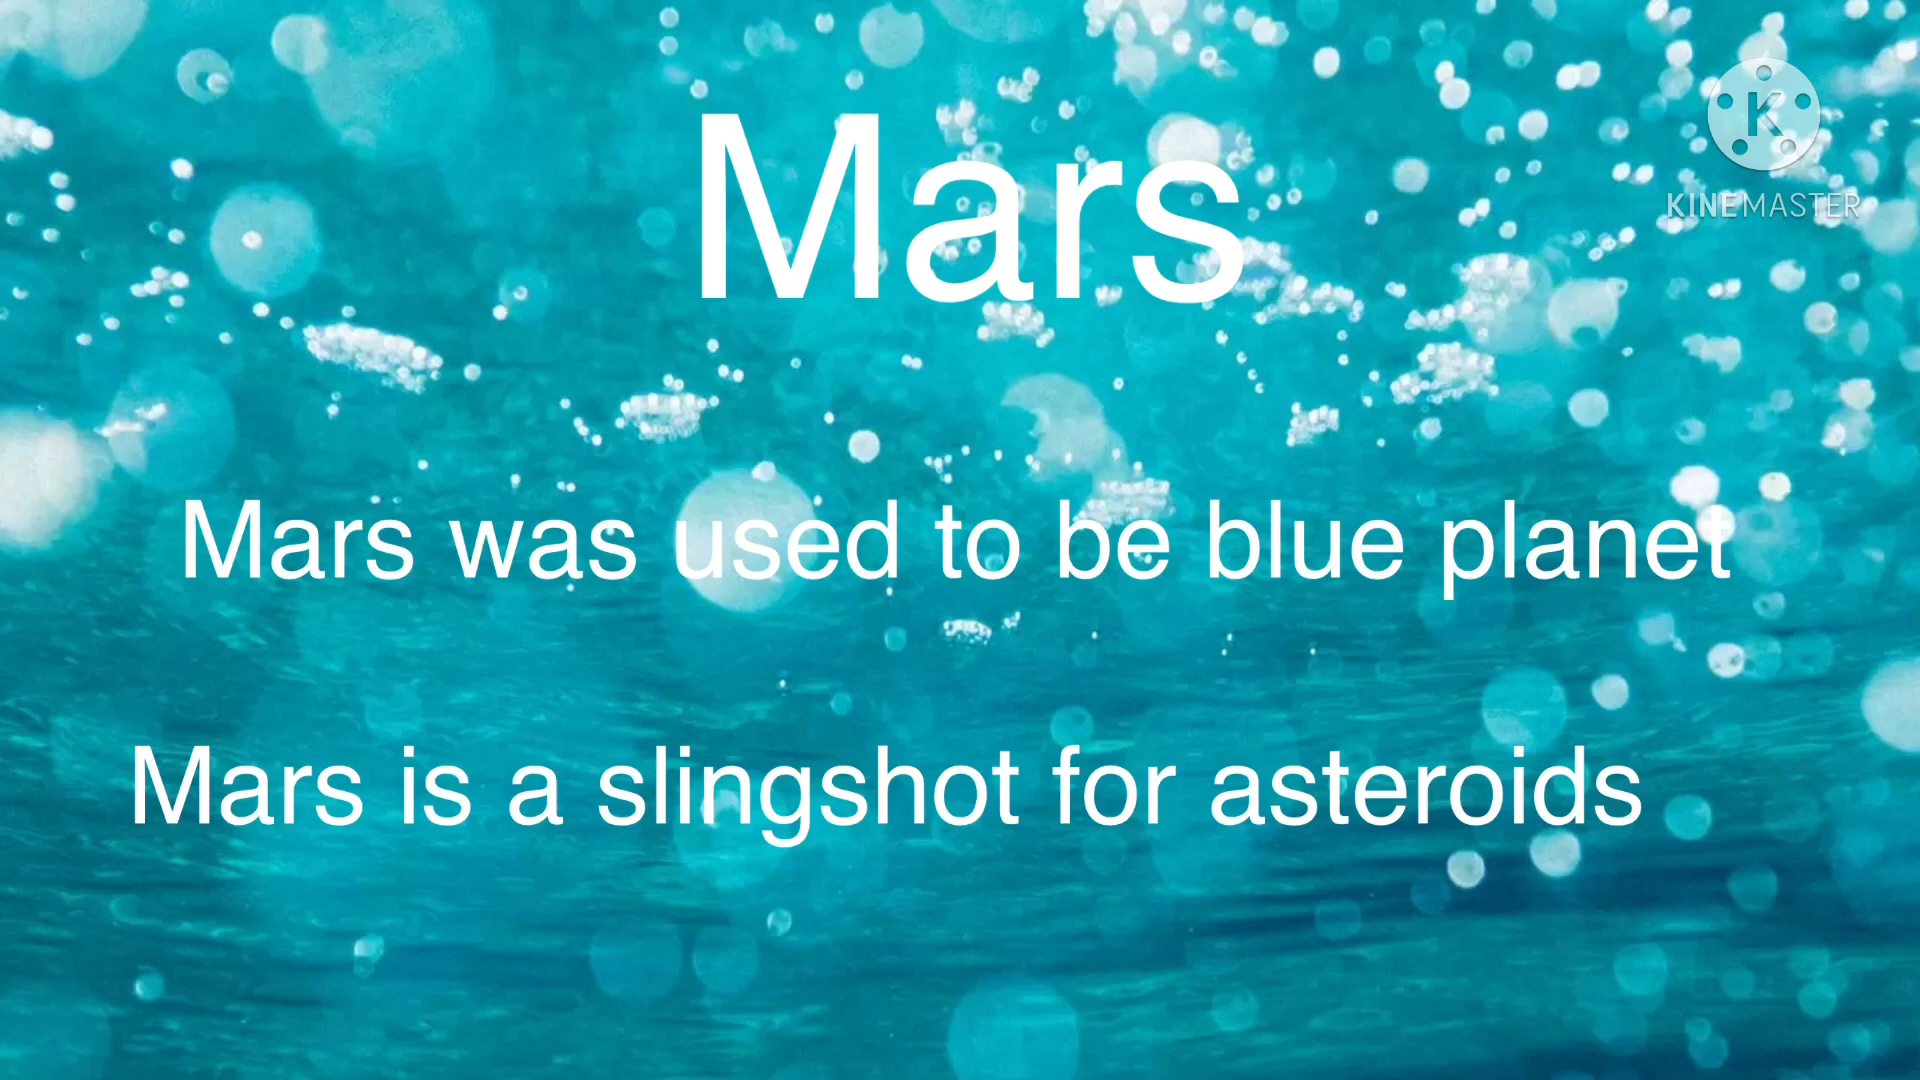 Mars
K
KINEMASTER
Mars was used to be blue planet
Mars is a slingshot for asteroids